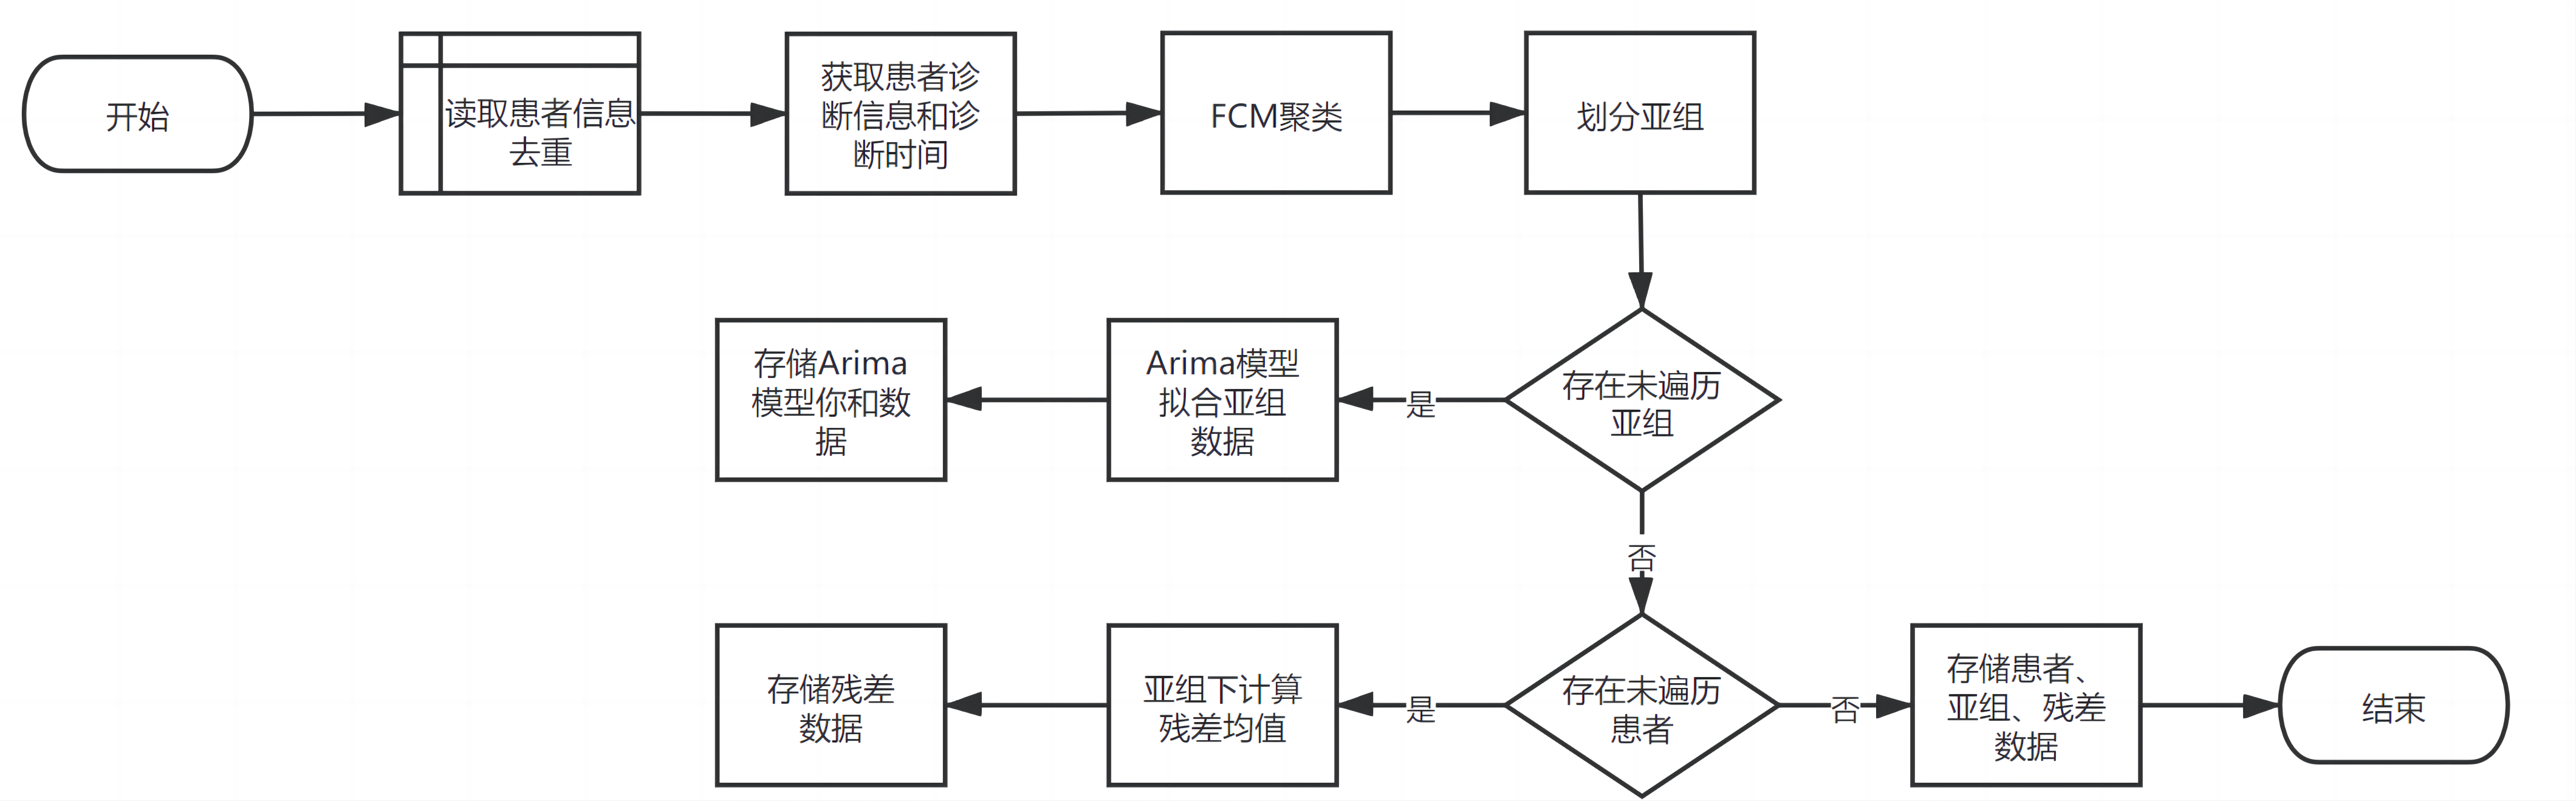 开始
读取患者信息
去重
获取患者诊
断信息和诊
断时间
FCM聚类
划分亚组
存储Arima
模型你和数
据
Arima模型
拟合亚组
数据
是
存在未遍历
亚组
否
存储残差
数据
亚组下计算
残差均值
是
存在未遍历
患者
否
存储患者、
亚组、残差
数据
结束